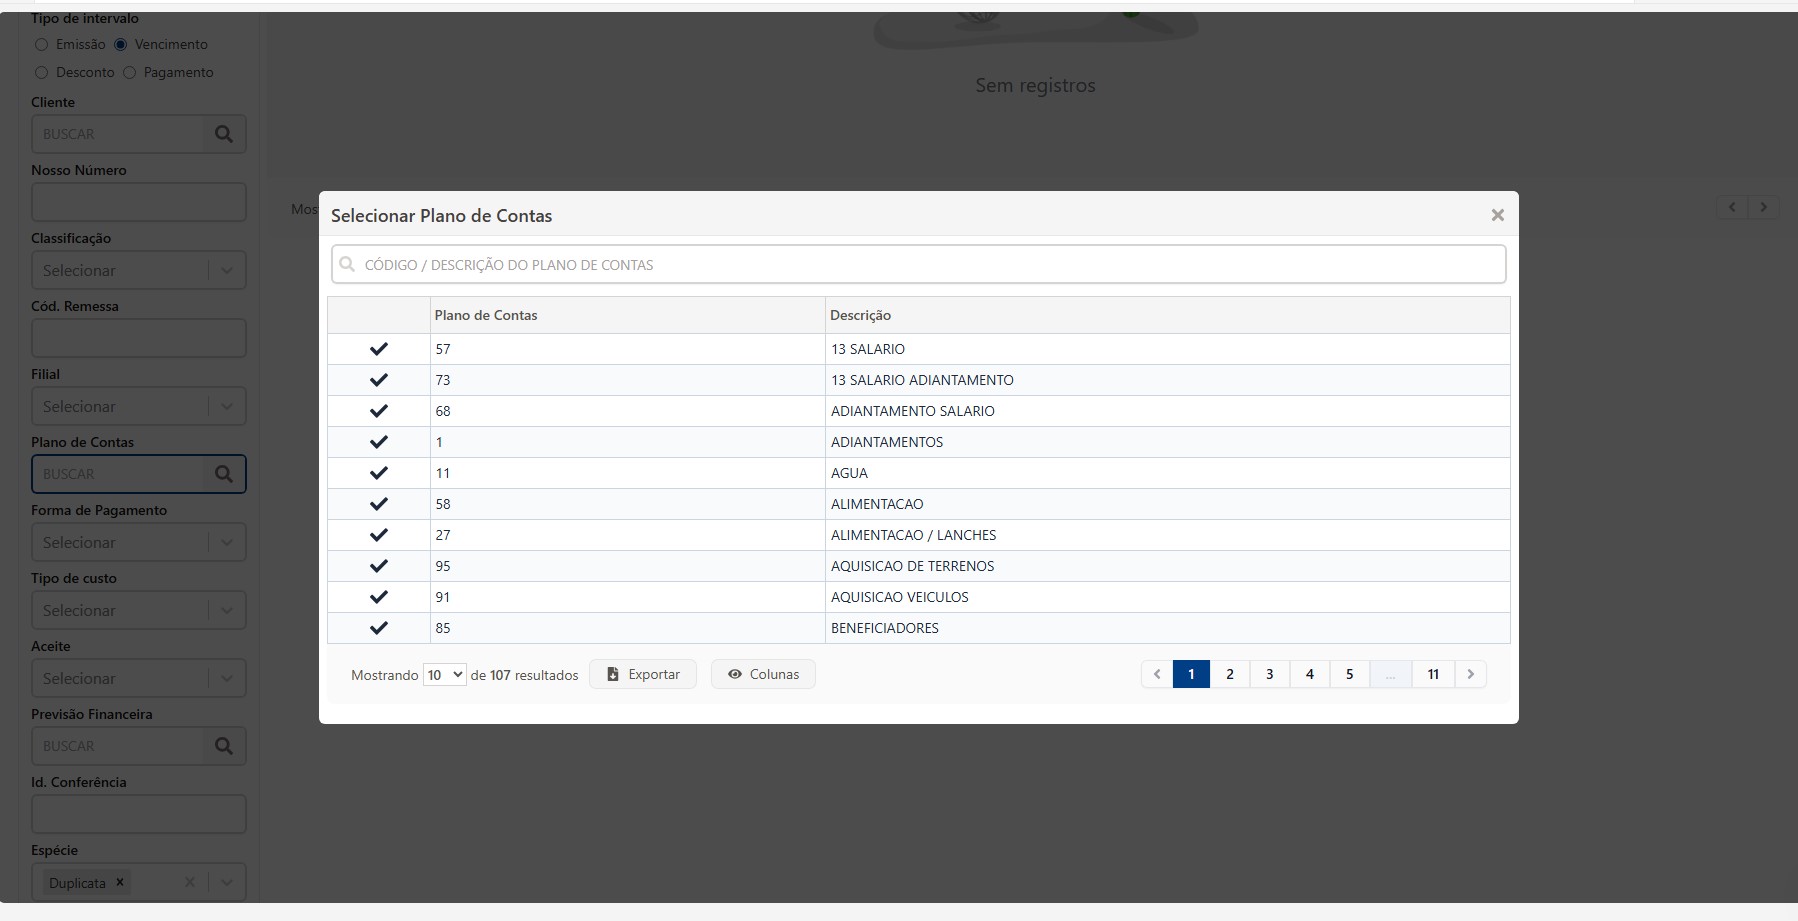 Tipo de intervalo
Emissão Vencimento
Desconto Pagamento
Cliente
BUSCAR
Nosso Número
Classificação
Selecionar
Cód. Remessa
Filial
Selecionar
Plano de Contas
BUSCAR
Forma de Pagamento
Selecionar
Tipo de custo
Selecionar
Aceite
Selecionar
Previsão Financeira
BUSCAR
Id. Conferência
Espécie
Duplicata ×
Sem registros
Mos
Selecionar Plano de Contas
CÓDIGO / DESCRIÇÃO DO PLANO DE CONTAS
Plano de Contas Descrição
57 13 SALARIO
73 13 SALARIO ADIANTAMENTO
68 ADIANTAMENTO SALARIO
1 ADIANTAMENTOS
11 AGUA
58 ALIMENTACAO
27 ALIMENTACAO / LANCHES
95 AQUISICAO DE TERRENOS
91 AQUISICAO VEICULOS
85 BENEFICIADORES
Mostrando 10 de 107 resultados Exportar Colunas 1 2 3 4 5 ... 11